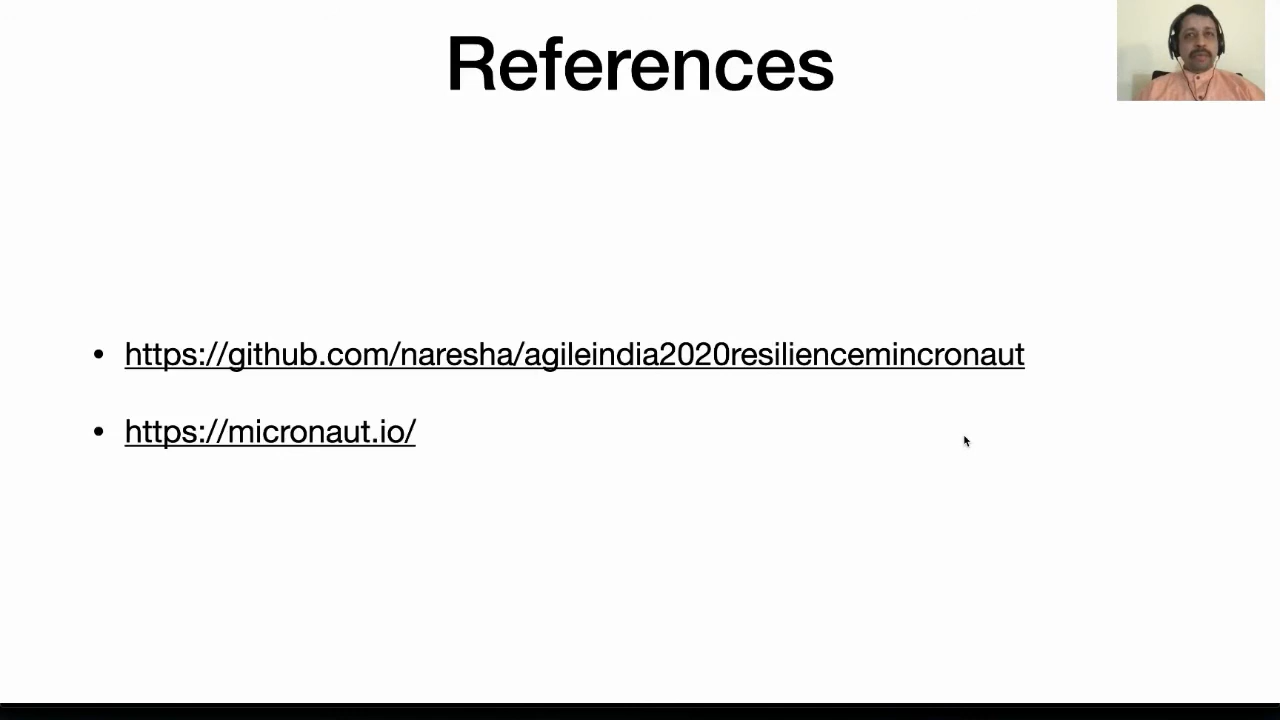 References
• https://github.com/naresha/agileindia2020resiliencemincronaut
• https://micronaut.io/